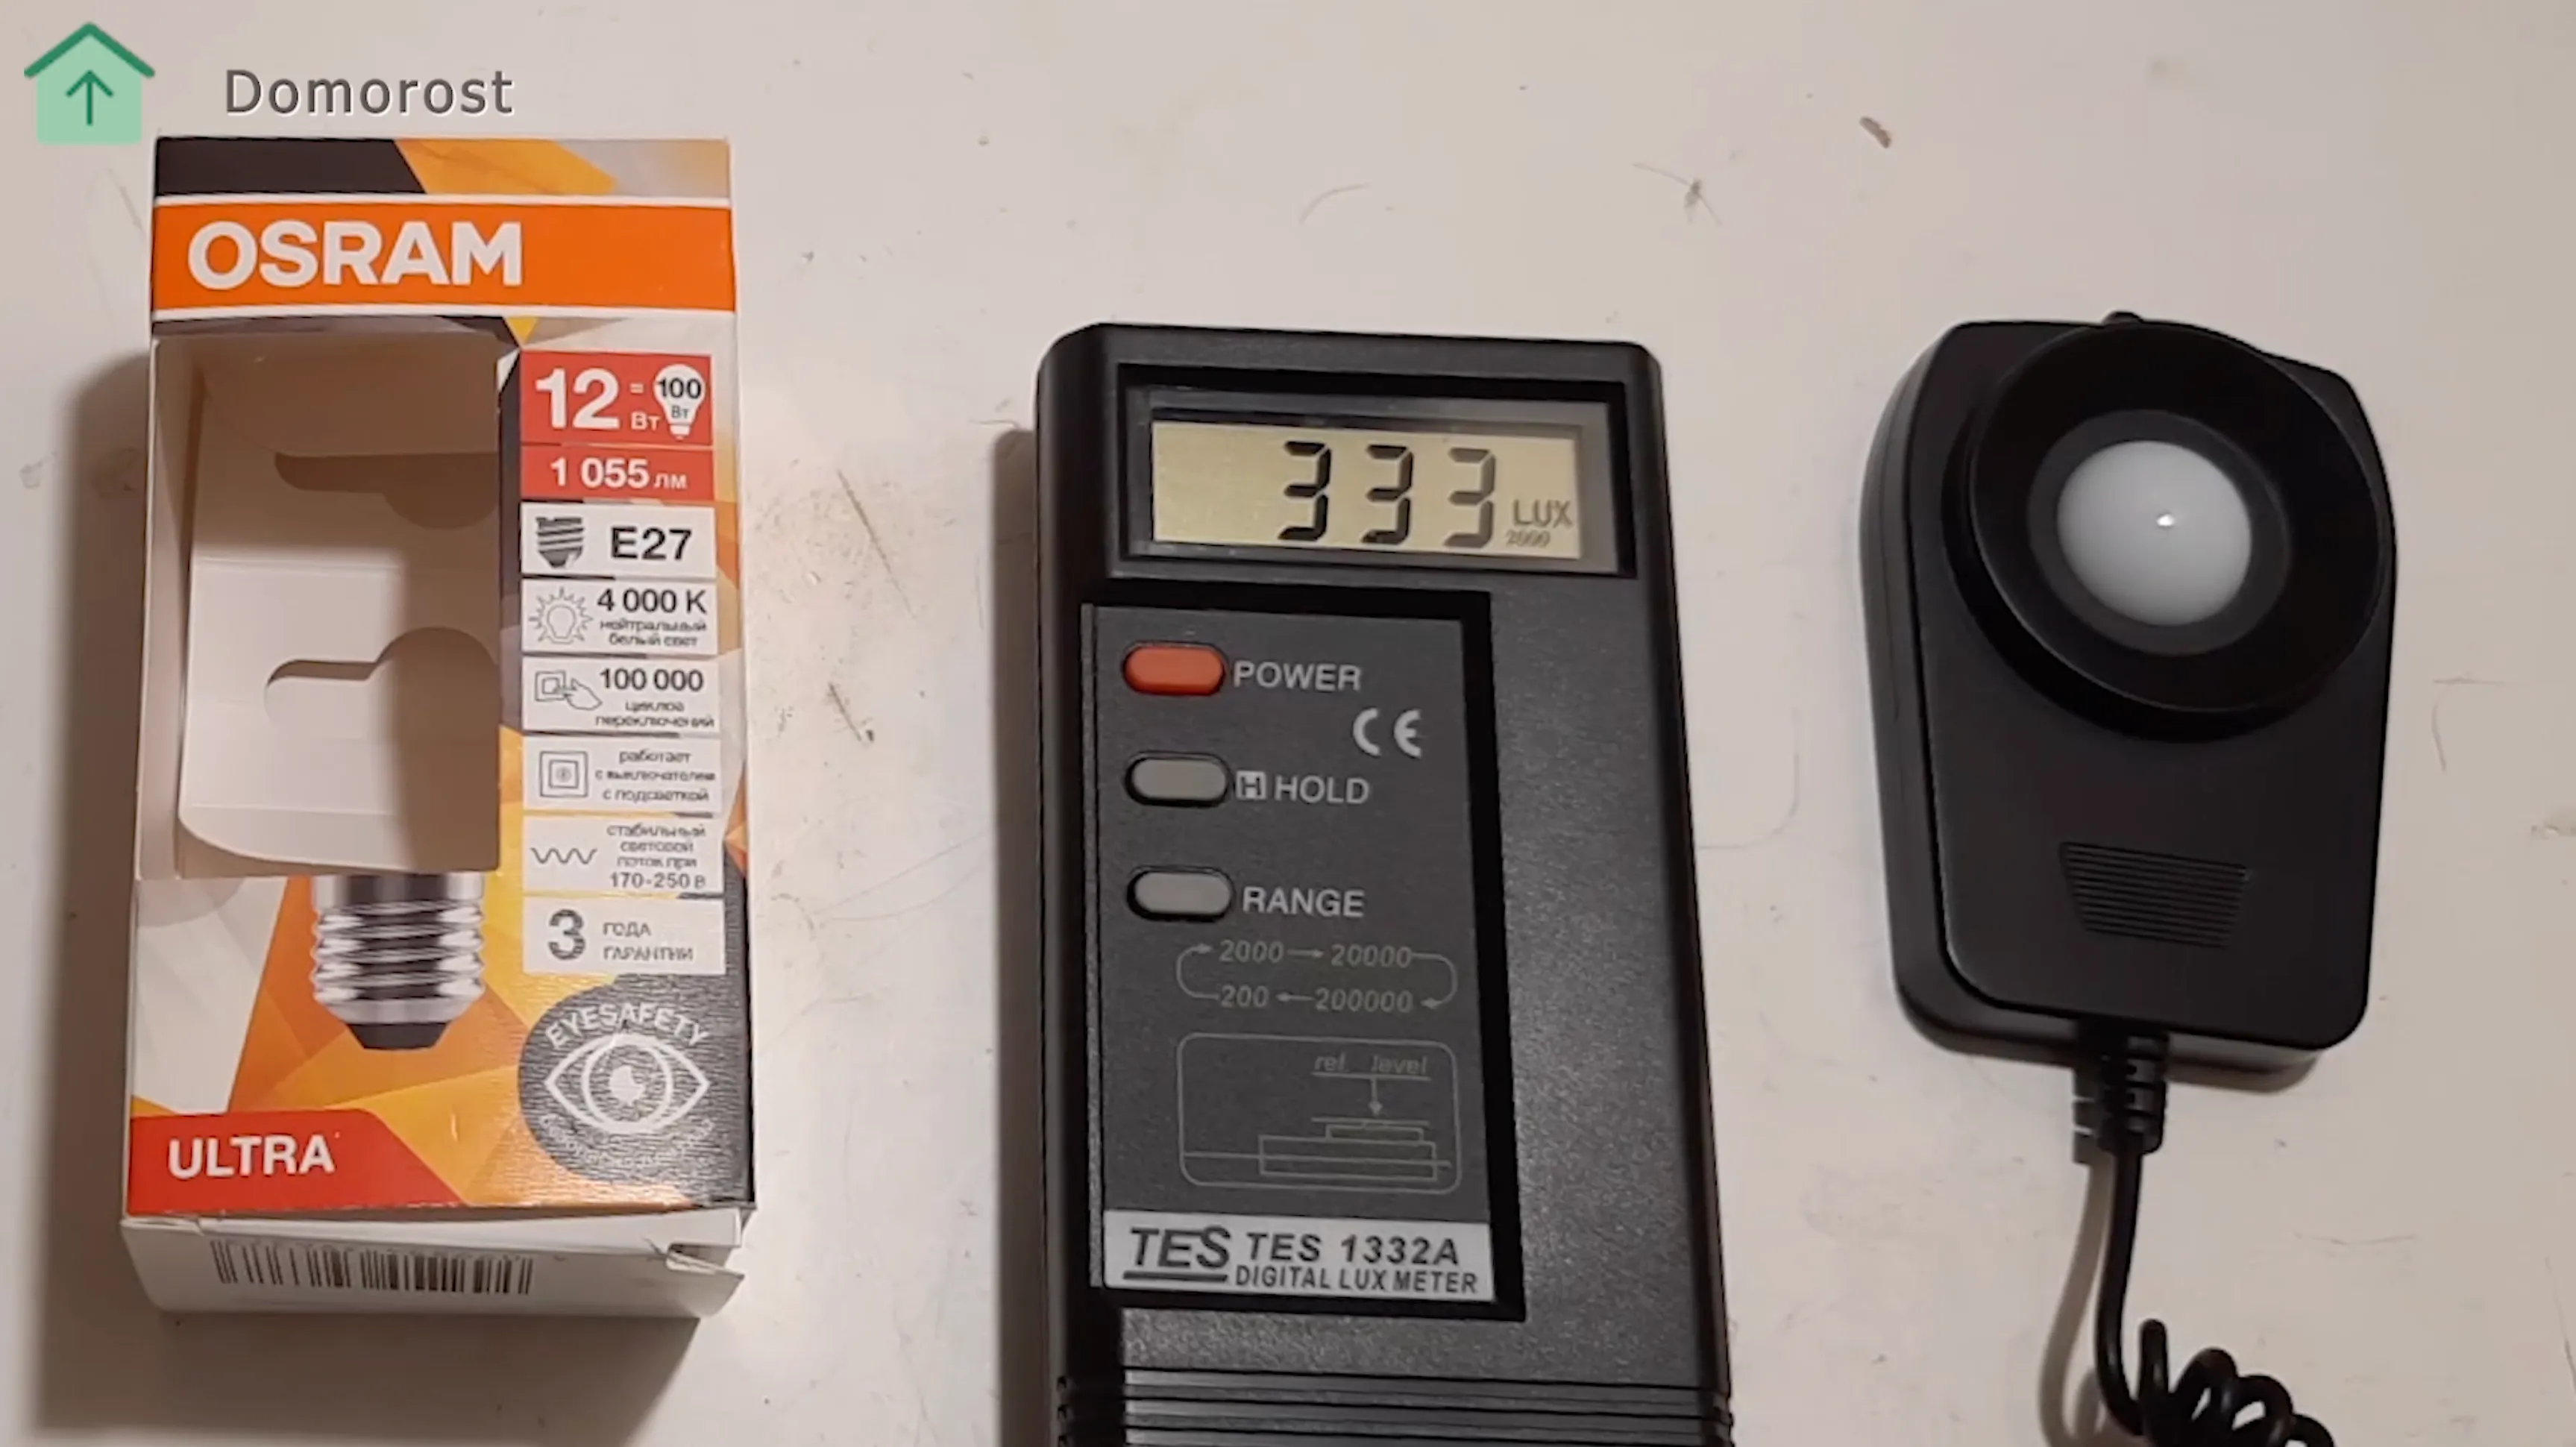 Domorost
OSRAM
12 Вт = 100 Вт
1 055 лм
E27
4 000 K
нейтральный
белый свет
100 000
циклов
переключений
работает
с выключателем
с подсветкой
стабильный
световой
поток при
170-250 В
3 ГОДА
ГАРАНТИИ
EYESAFETY
ULTRA
333
LUX
2000
POWER
CE
H HOLD
RANGE
2000 20000
200 200000
ref. level
TES TES 1332A
DIGITAL LUX METER